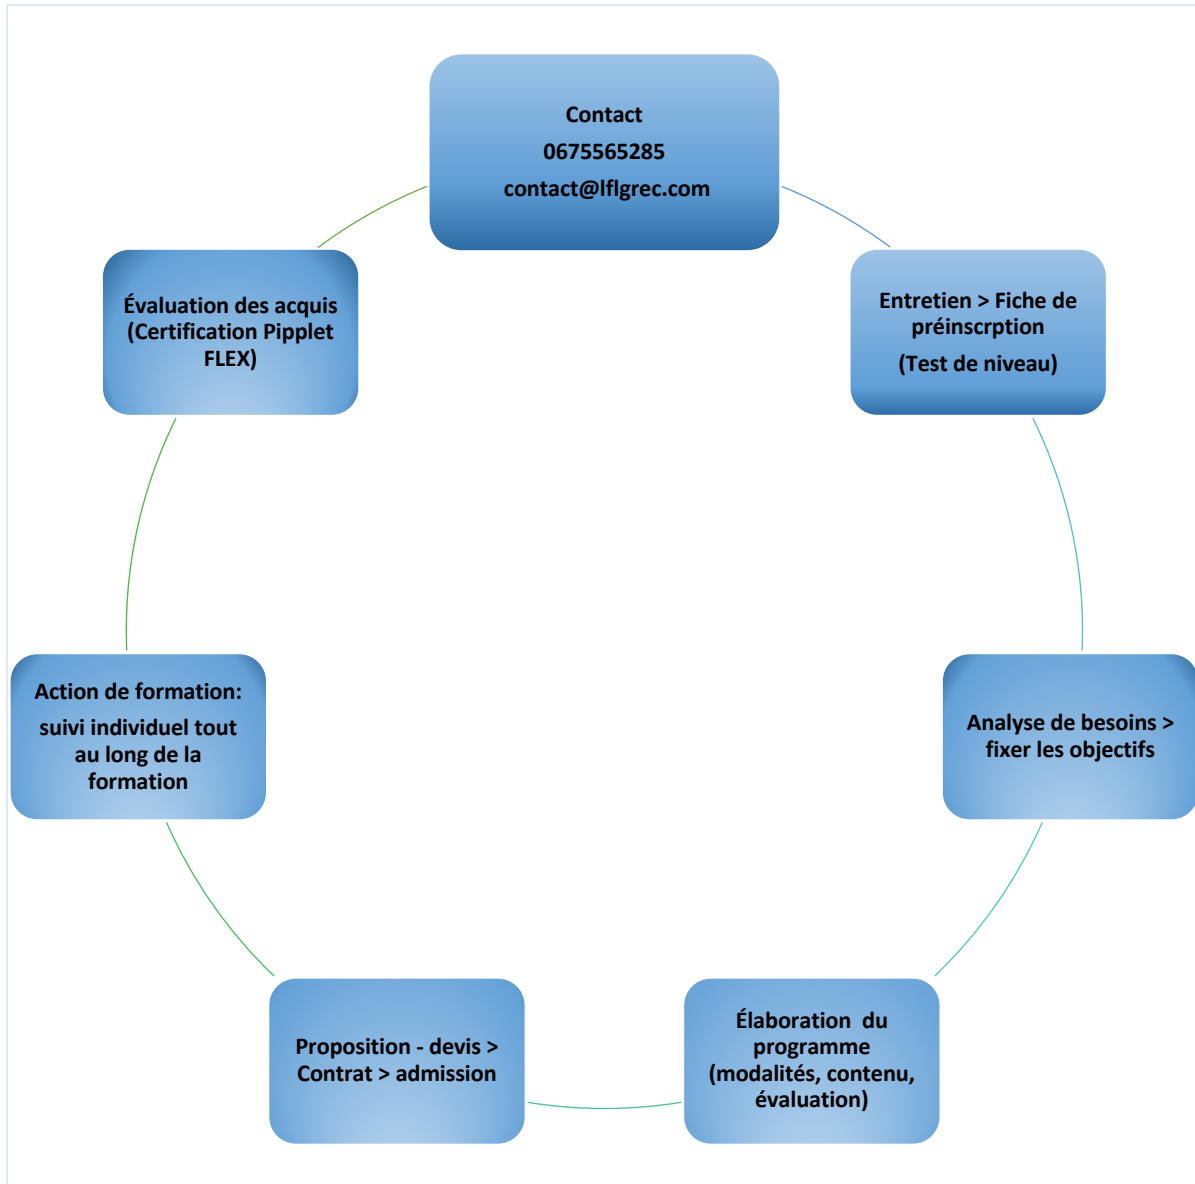 Contact
0675565285
contact@lflgrec.com
Entretien > Fiche de
préinscrption
(Test de niveau)
Analyse de besoins >
fixer les objectifs
Élaboration du
programme
(modalités, contenu,
évaluation)
Proposition - devis >
Contrat > admission
Action de formation:
suivi individuel tout
au long de la
formation
Évaluation des acquis
(Certification Pipplet
FLEX)